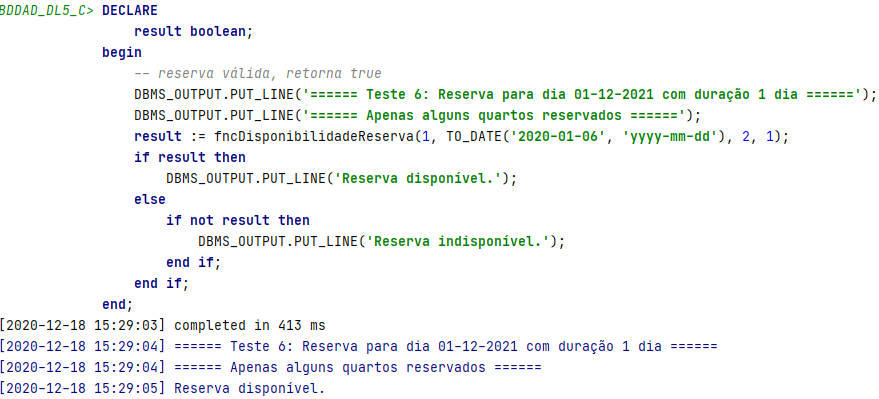 BDDAD_DL5_C> DECLARE
result boolean;
begin
-- reserva válida, retorna true
DBMS_OUTPUT.PUT_LINE('====== Teste 6: Reserva para dia 01-12-2021 com duração 1 dia ======');
DBMS_OUTPUT.PUT_LINE('====== Apenas alguns quartos reservados ======');
result := fncDisponibilidadeReserva(1, TO_DATE('2020-01-06', 'yyyy-mm-dd'), 2, 1);
if result then
DBMS_OUTPUT.PUT_LINE('Reserva disponível.');
else
if not result then
DBMS_OUTPUT.PUT_LINE('Reserva indisponível.');
end if;
end if;
end;
[2020-12-18 15:29:03] completed in 413 ms
[2020-12-18 15:29:04] ====== Teste 6: Reserva para dia 01-12-2021 com duração 1 dia ======
[2020-12-18 15:29:04] ====== Apenas alguns quartos reservados ======
[2020-12-18 15:29:05] Reserva disponível.